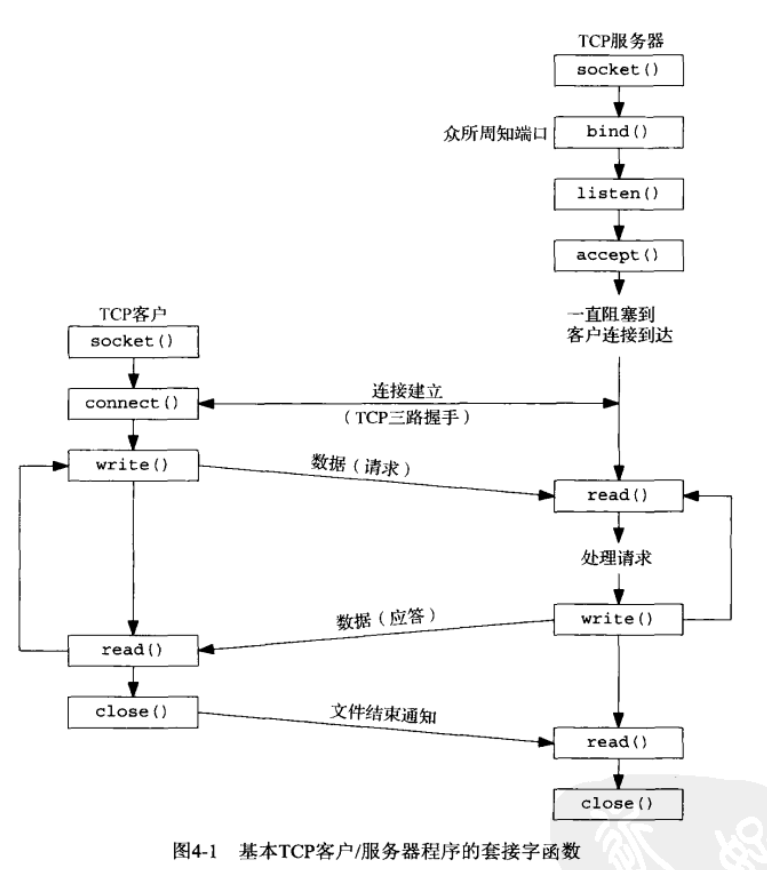 TCP服务器
socket()
众所周知端口
bind()
listen()
accept()
一直阻塞到
客户连接到达
TCP客户
socket()
connect()
连接建立
(TCP三路握手)
write()
数据(请求)
read()
处理请求
数据(应答)
write()
read()
close()
文件结束通知
read()
close()
图4-1 基本TCP客户/服务器程序的套接字函数